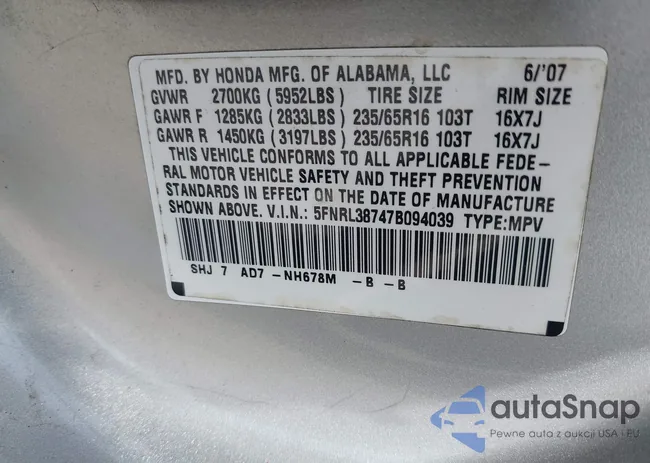 MFD. BY HONDA MFG. OF ALABAMA, LLC 6/'07
GVWR 2700KG (5952LBS) TIRE SIZE RIM SIZE
GAWR F 1285KG (2833LBS) 235/65R16 103T 16X7J
GAWR R 1450KG (3197LBS) 235/65R16 103T 16X7J
THIS VEHICLE CONFORMS TO ALL APPLICABLE FEDE-
RAL MOTOR VEHICLE SAFETY AND THEFT PREVENTION
STANDARDS IN EFFECT ON THE DATE OF MANUFACTURE
SHOWN ABOVE. V.I.N.: 5FNRL38747B094039 TYPE:MPV
SHJ 7 AD7 -NH678M -B -B
autaSnap
Pewne auta z aukcji USA - EU